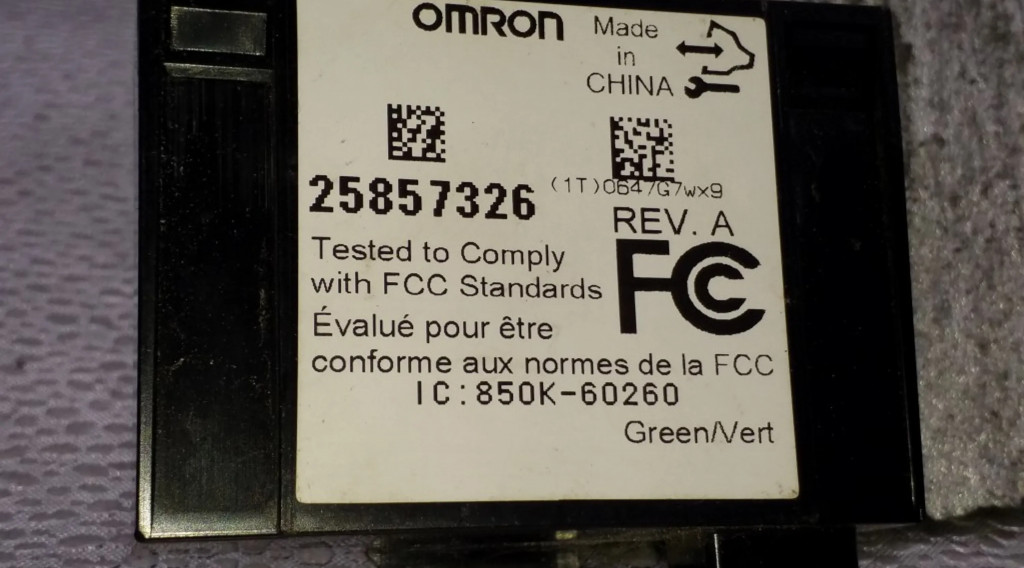 OMRON
Made
in
CHINA
25857326
(1T)0647G7wx9
REV. A
Tested to Comply
with FCC Standards
FC
Évalué pour être
conforme aux normes de la FCC
IC:850K-60260
Green/Vert